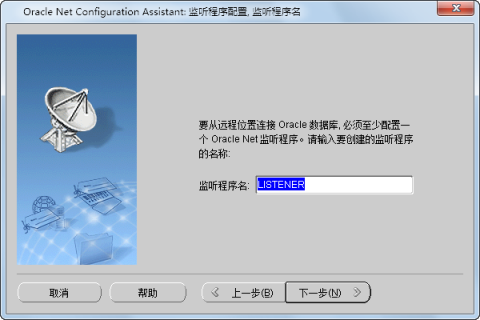 Oracle Net Configuration Assistant: 监听程序配置, 监听程序名
要从远程位置连接 Oracle 数据库, 必须至少配置一
个 Oracle Net 监听程序。请输入要创建的监听程序
的名称:
监听程序名: LISTENER
取消 帮助 上一步(B) 下一步(N)